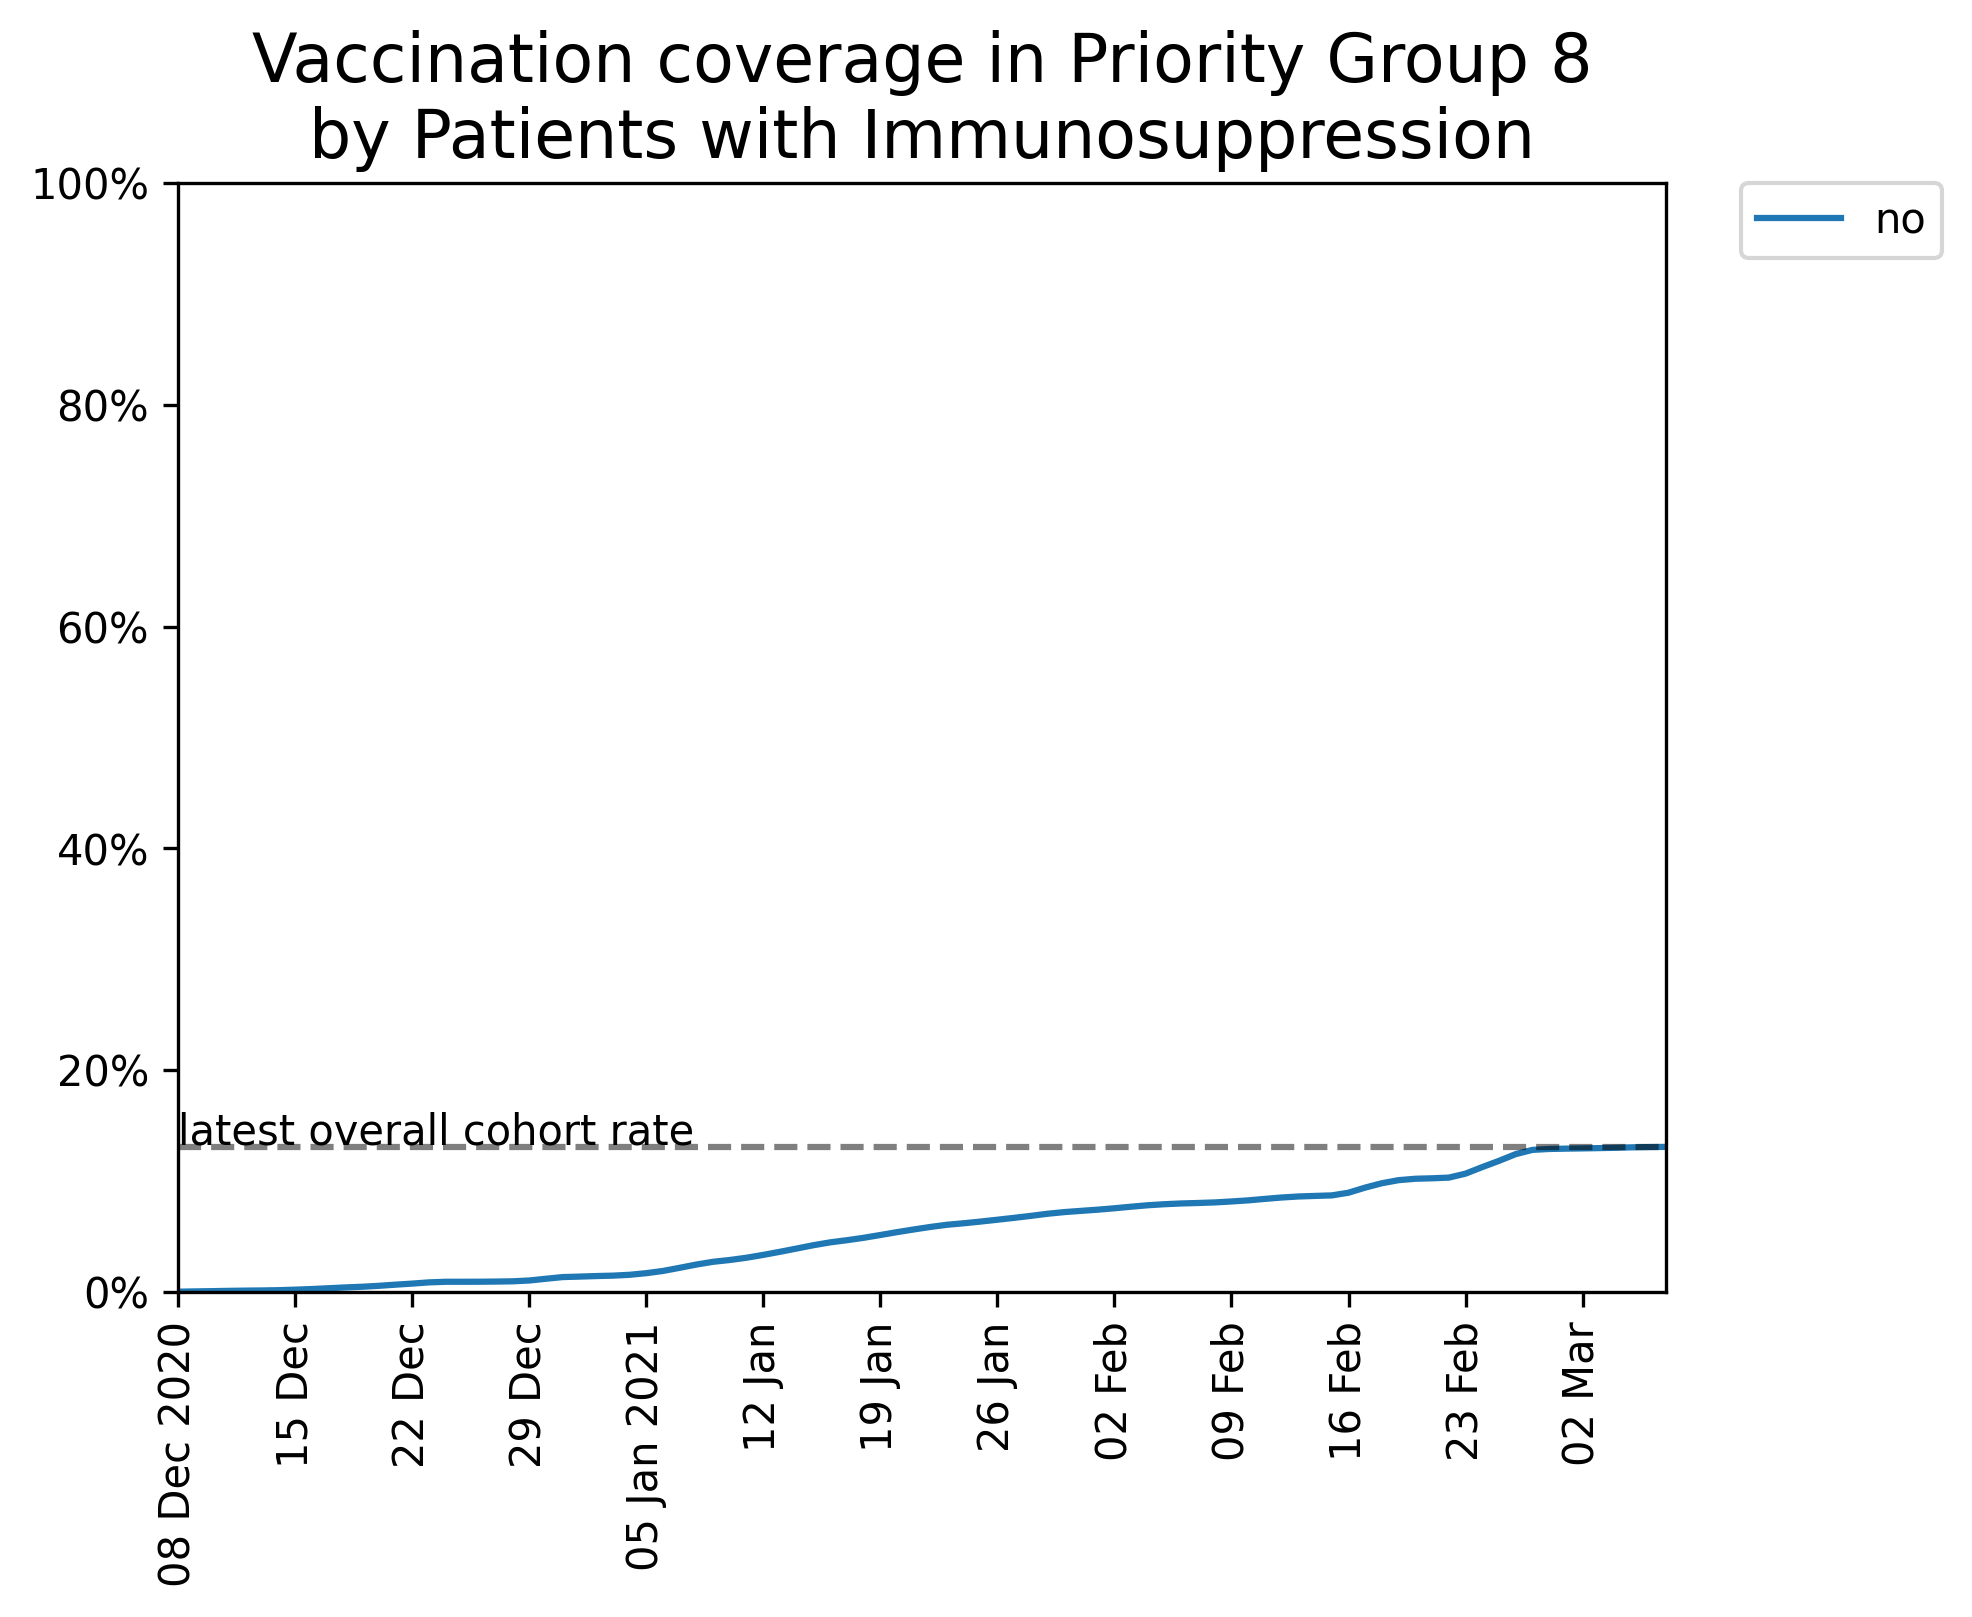 Vaccination coverage in Priority Group 8
by Patients with Immunosuppression
100%
80%
60%
40%
20%
0%
latest overall cohort rate
no
08 Dec 2020
15 Dec
22 Dec
29 Dec
05 Jan 2021
12 Jan
19 Jan
26 Jan
02 Feb
09 Feb
16 Feb
23 Feb
02 Mar